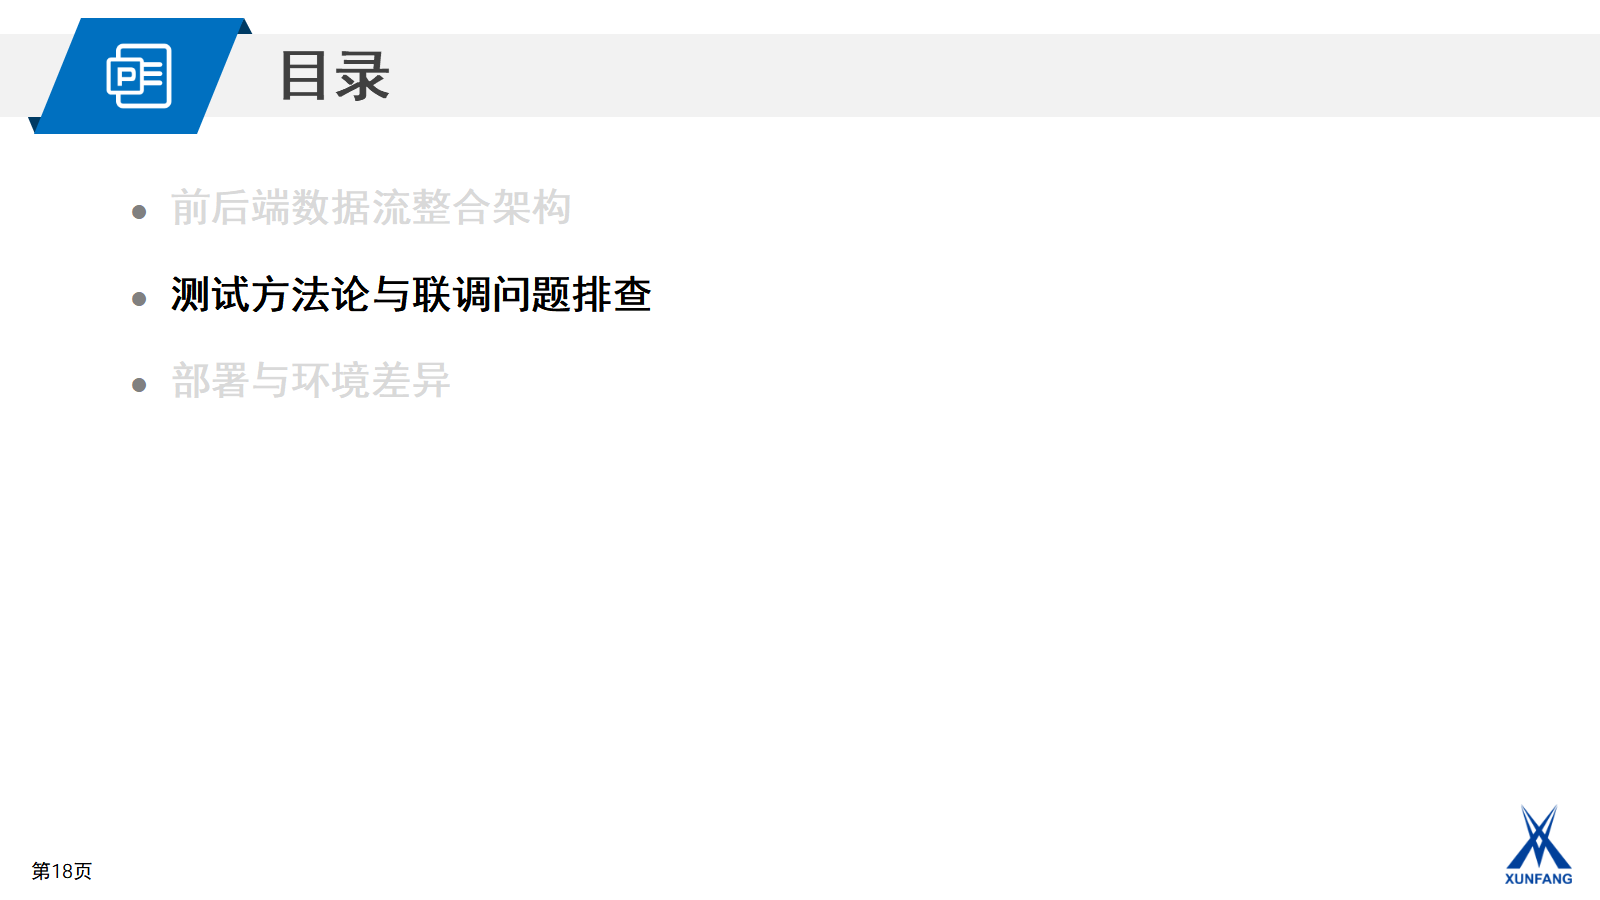 目录
前后端数据流整合架构
测试方法论与联调问题排查
部署与环境差异
第18页
XUNFANG